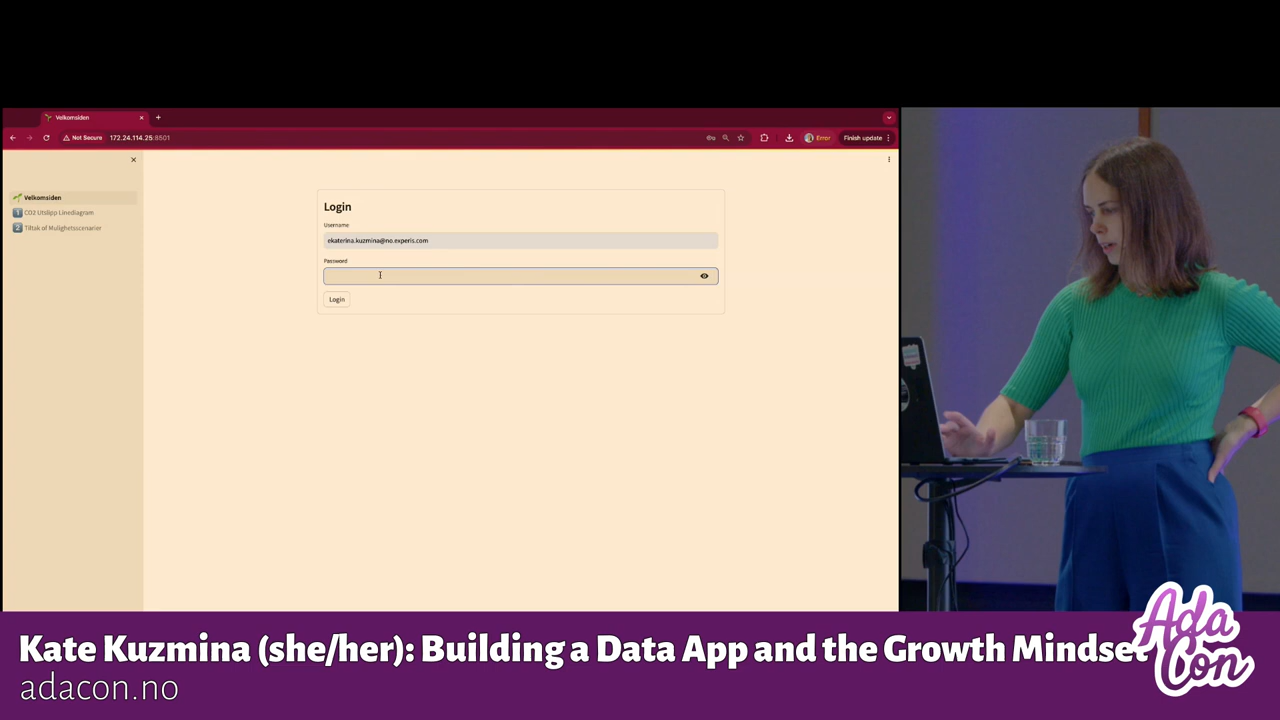 Velkomsiden
Not Secure 172.24.114.25:8501
Error
Finish update
Velkomsiden
1 CO2 Utslipp Linediagram
2 Tiltak of Mulighetsscenarier
Login
Username
ekaterina.kuzmina@no.experis.com
Password
Login
Kate Kuzmina (she/her): Building a Data App and the Growth Mindset
adacon.no
Ada
Con